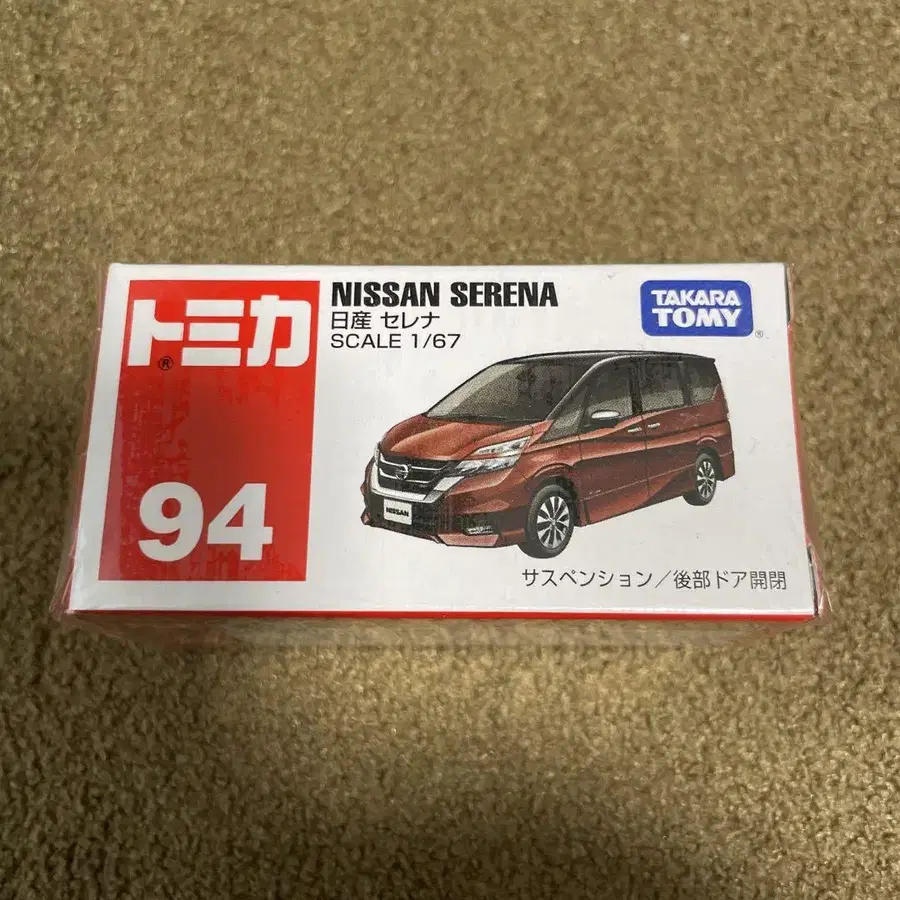 トミカ®
94
NISSAN SERENA
日産 セレナ
SCALE 1/67
TAKARA
TOMY®
NISSAN
サスペンション／後部ドア開閉